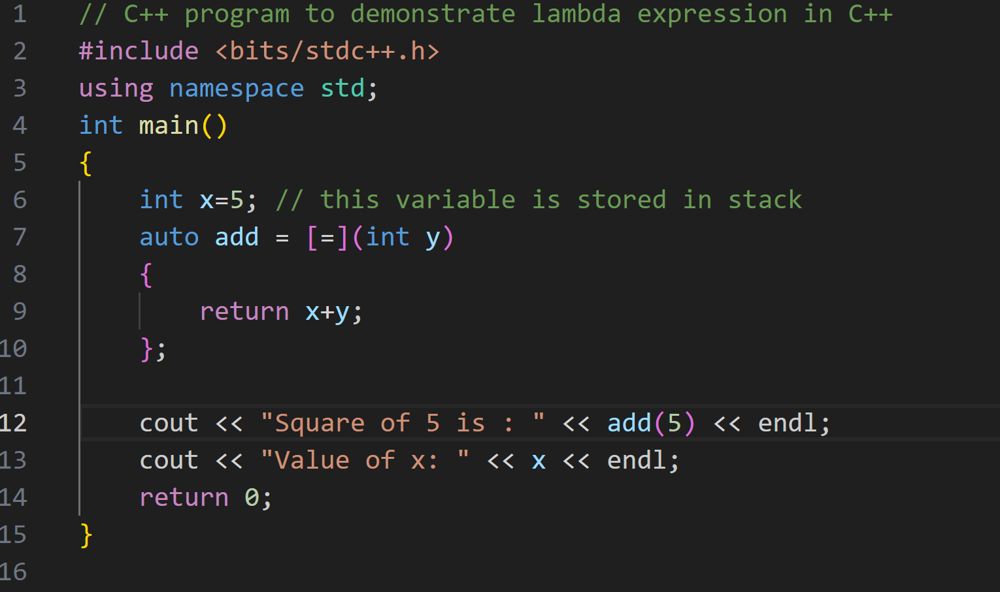 1 // C++ program to demonstrate lambda expression in C++
2 #include <bits/stdc++.h>
3 using namespace std;
4 int main()
5 {
6     int x=5; // this variable is stored in stack
7     auto add = [=](int y)
8     {
9         return x+y;
10     };
11
12     cout << "Square of 5 is : " << add(5) << endl;
13     cout << "Value of x: " << x << endl;
14     return 0;
15 }
16